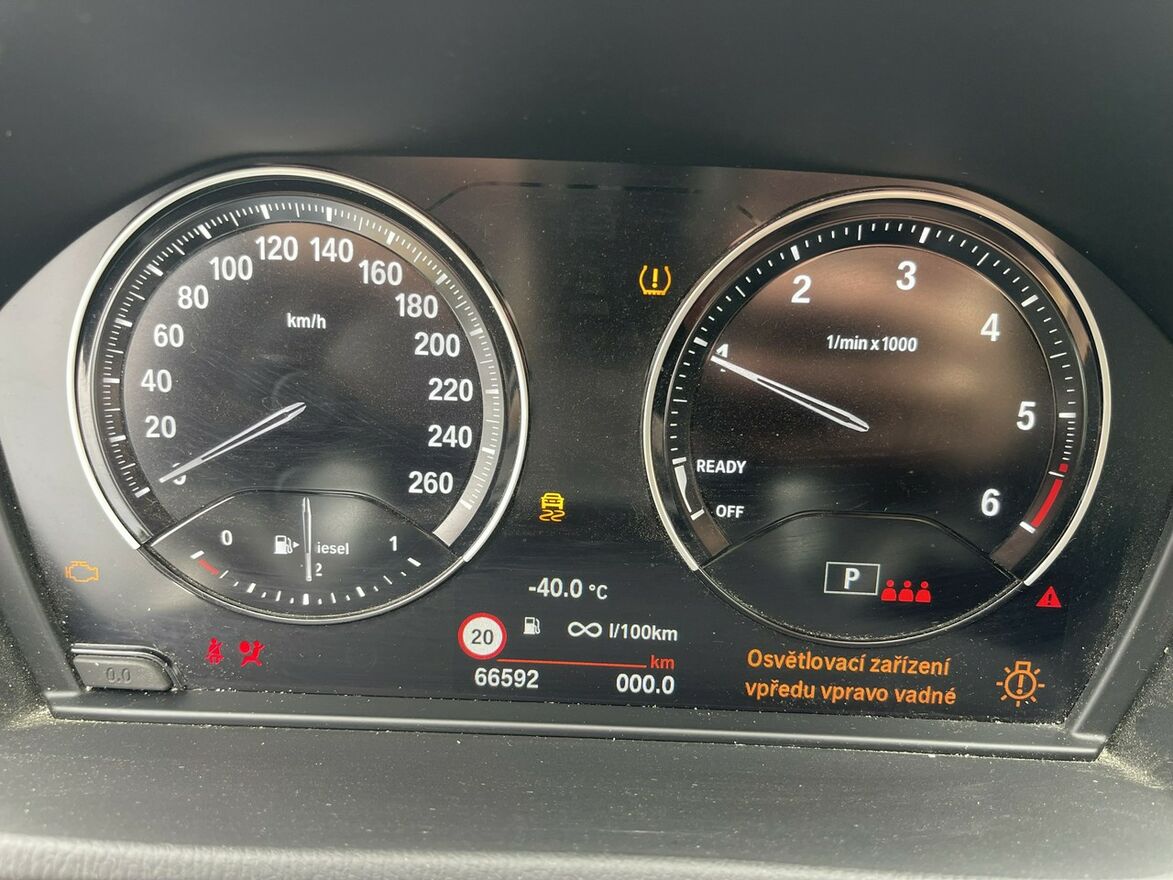 km/h
0
20
40
60
80
100
120
140
160
180
200
220
240
260
0
1
-40.0 °C
20
l/100km
km
66592
000.0
0.0
1/min x 1000
1
2
3
4
5
6
READY
OFF
P
Osvětlovací zařízení
vpředu vpravo vadné